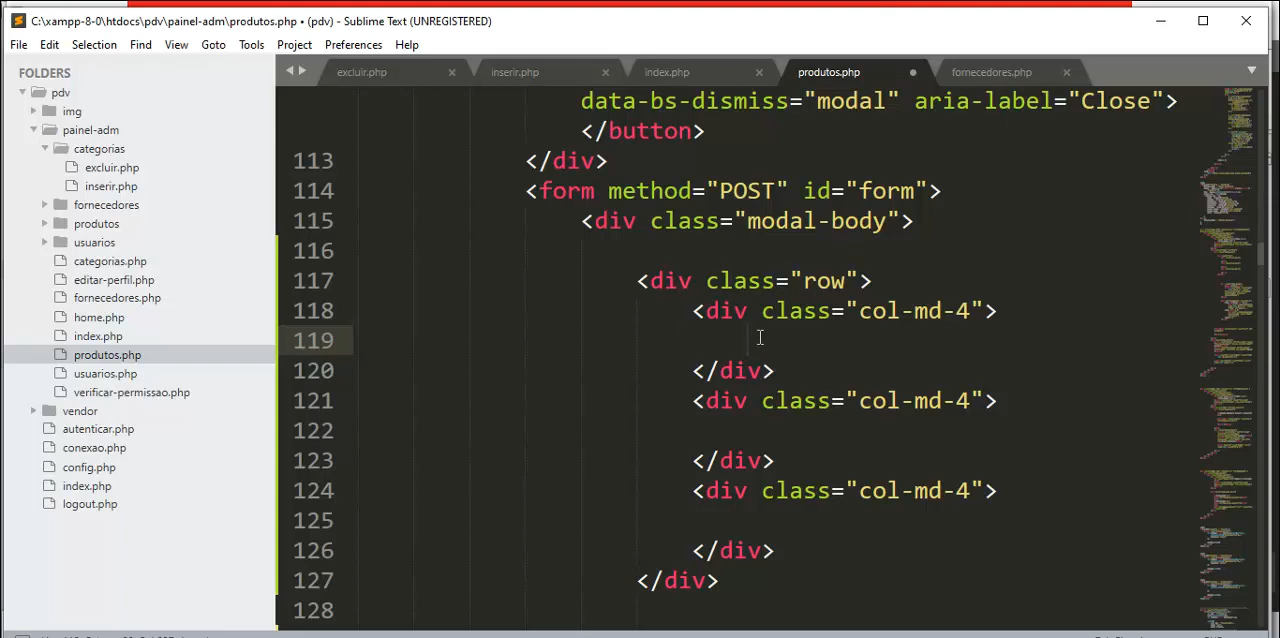 C:\xampp-8-0\htdocs\pdv\painel-adm\produtos.php • (pdv) - Sublime Text (UNREGISTERED)
File Edit Selection Find View Goto Tools Project Preferences Help
FOLDERS
pdv
img
painel-adm
categorias
excluir.php
inserir.php
fornecedores
produtos
usuarios
categorias.php
editar-perfil.php
fornecedores.php
home.php
index.php
produtos.php
usuarios.php
verificar-permissao.php
vendor
autenticar.php
conexao.php
config.php
index.php
logout.php
excluir.php inserir.php index.php produtos.php fornecedores.php
data-bs-dismiss="modal" aria-label="Close">
</button>
113 </div>
114 <form method="POST" id="form">
115 <div class="modal-body">
116
117 <div class="row">
118 <div class="col-md-4">
119
120 </div>
121 <div class="col-md-4">
122
123 </div>
124 <div class="col-md-4">
125
126 </div>
127 </div>
128